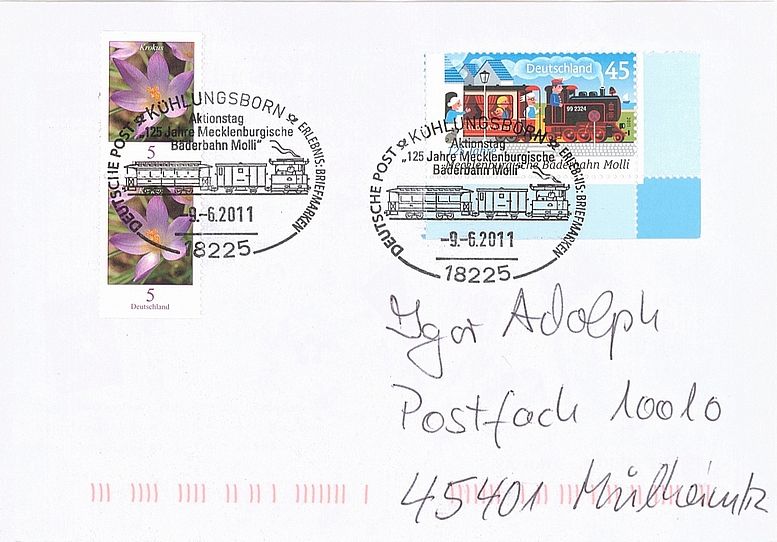 Krokus
5
5
Deutschland
DEUTSCHE POST KÜHLUNGSBORN ERLEBNIS:BRIEFMARKEN
Aktionstag
"125 Jahre Mecklenburgische
Bäderbahn Molli"
-9.-6.2011
18225
Deutschland 45
99 2324
Mecklenburgische Bäderbahn Molli
DEUTSCHE POST KÜHLUNGSBORN ERLEBNIS:BRIEFMARKEN
Aktionstag
"125 Jahre Mecklenburgische
Bäderbahn Molli"
-9.-6.2011
18225
Igor Adolph
Postfach 10010
45401 Mülheim